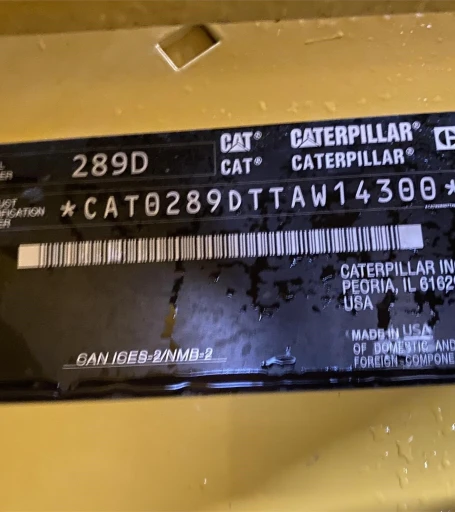 289D
CAT® CATERPILLAR®
CAT® CATERPILLAR®
*CAT0289DTTAW14300*
CATERPILLAR IN
PEORIA, IL 6162
USA
MADE IN USA
OF DOMESTIC AND
FOREIGN COMPONE
CAN ICES-2/NMB-2